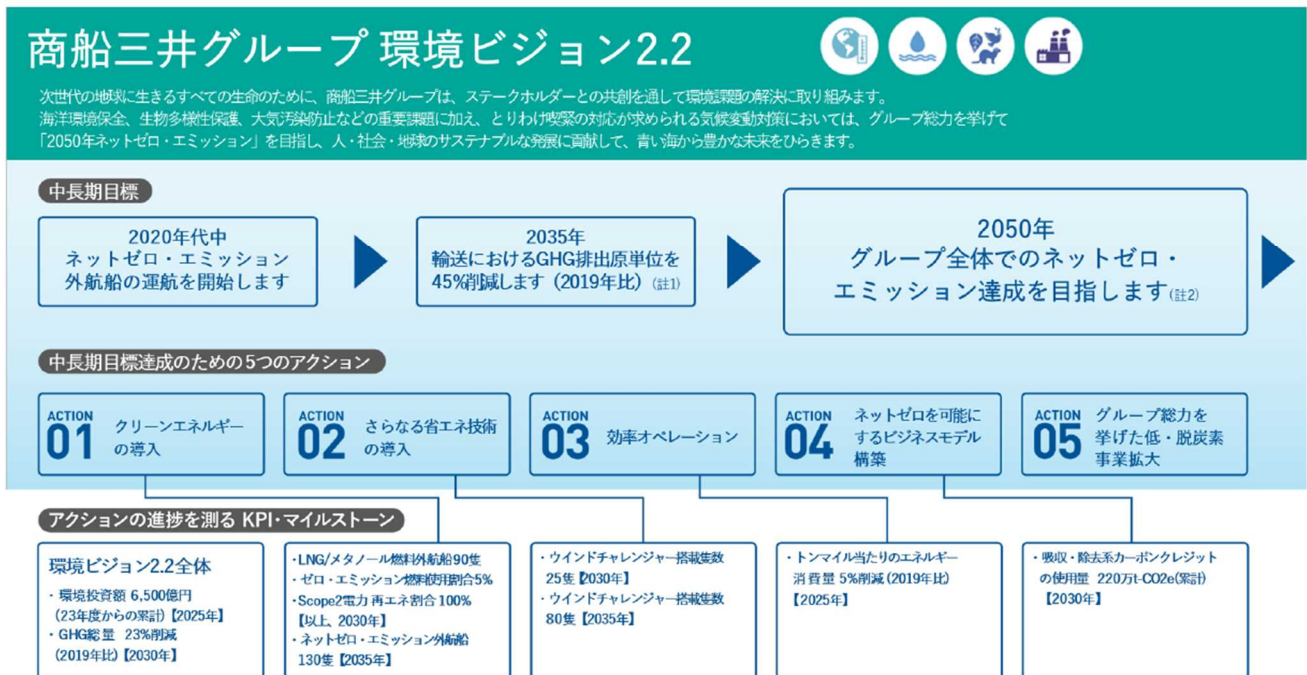 商船三井グループ 環境ビジョン2.2
次世代の地球に生きるすべての生命のために、商船三井グループは、ステークホルダーとの共創を通して環境課題の解決に取り組みます。
海洋環境保全、生物多様性保護、大気汚染防止などの重要課題に加え、とりわけ喫緊の対応が求められる気候変動対策においては、グループ総力を挙げて
「2050年ネットゼロ・エミッション」を目指し、人・社会・地球のサステナブルな発展に貢献して、青い海から豊かな未来をひらきます。
中長期目標
2020年代中
ネットゼロ・エミッション
外航船の運航を開始します
2035年
輸送におけるGHG排出原単位を
45%削減します（2019年比）（註1）
2050年
グループ全体でのネットゼロ・
エミッション達成を目指します（註2）
中長期目標達成のための5つのアクション
ACTION
01
クリーンエネルギー
の導入
ACTION
02
さらなる省エネ技術
の導入
ACTION
03
効率オペレーション
ACTION
04
ネットゼロを可能に
するビジネスモデル
構築
ACTION
05
グループ総力を
挙げた低・脱炭素
事業拡大
アクションの進捗を測る KPI・マイルストーン
環境ビジョン2.2全体
・環境投資額 6,500億円
(23年度からの累計)【2025年】
・GHG総量 23%削減
(2019年比)【2030年】
・LNG/メタノール燃料外航船90隻
・ゼロ・エミッション燃料使用割合5%
・Scope2電力 再エネ割合 100%
【以上、2030年】
・ネットゼロ・エミッション外航船
130隻【2035年】
・ウインドチャレンジャー搭載隻数
25隻【2030年】
・ウインドチャレンジャー搭載隻数
80隻【2035年】
・トンマイル当たりのエネルギー
消費量 5%削減(2019年比)
【2025年】
・吸収・除去系カーボンクレジット
の使用量 220万t-CO2e(累計)
【2030年】